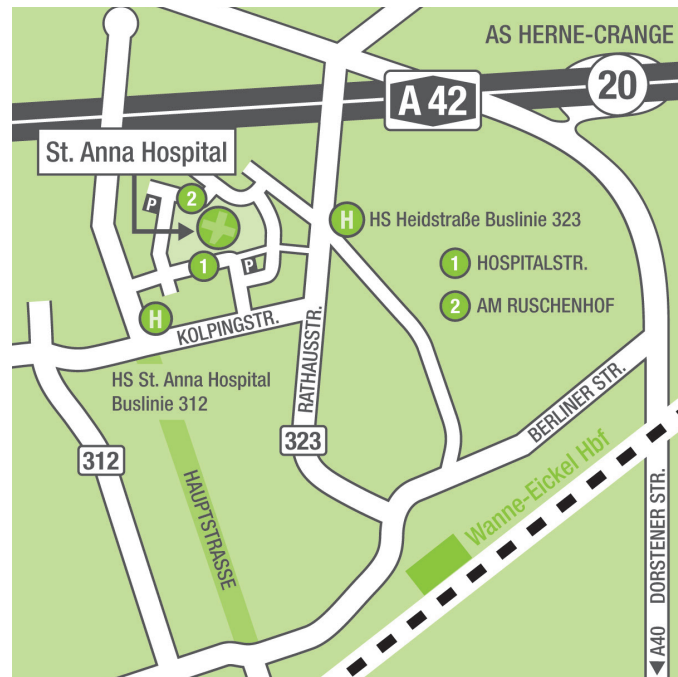 AS HERNE-CRANGE
A 42
20
St. Anna Hospital
2
P
H
HS Heidstraße Buslinie 323
1
P
1 HOSPITALSTR.
2 AM RUSCHENHOF
H
KOLPINGSTR.
RATHAUSSTR.
HS St. Anna Hospital
Buslinie 312
BERLINER STR.
323
312
HAUPTSTRASSE
Wanne-Eickel Hbf
DORSTENER STR.
A40